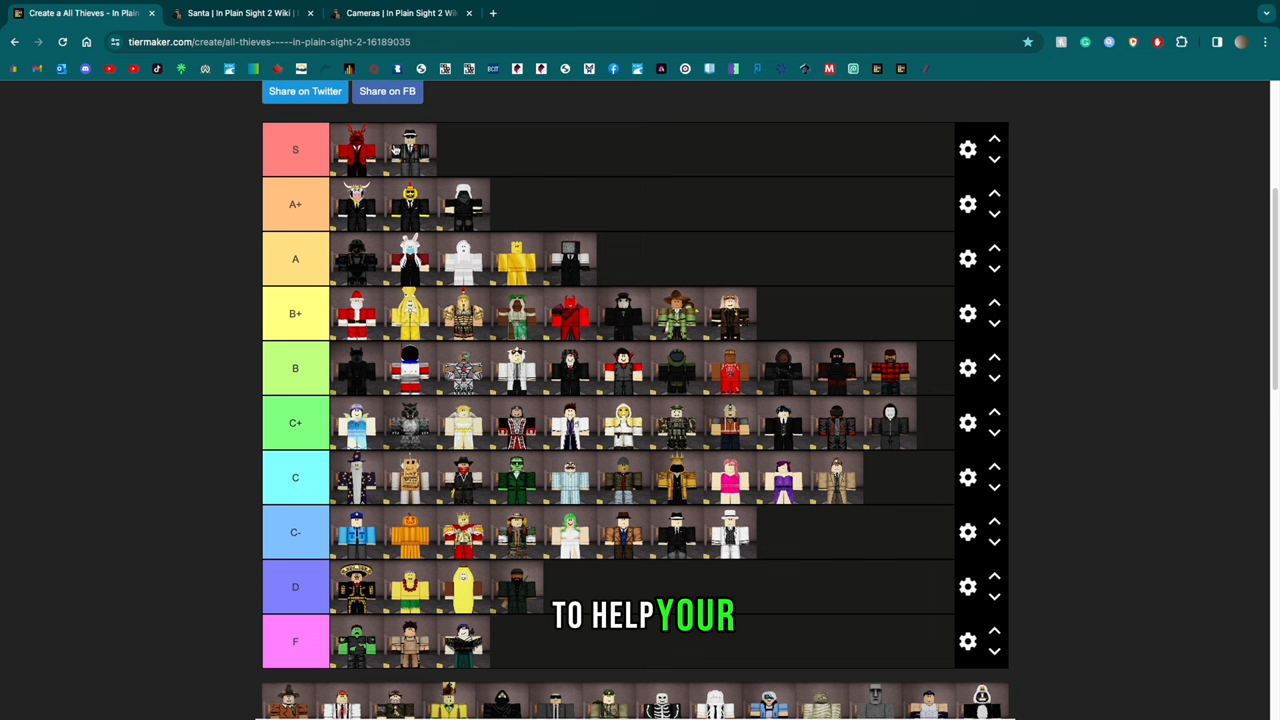 Create a All Thieves - In Plain
Santa | In Plain Sight 2 Wiki |
Cameras | In Plain Sight 2 Wiki
tiermaker.com/create/all-thieves-----in-plain-sight-2-16189035
Share on Twitter
Share on FB
S
A+
A
B+
B
C+
C
C-
D
TO HELP YOUR
F